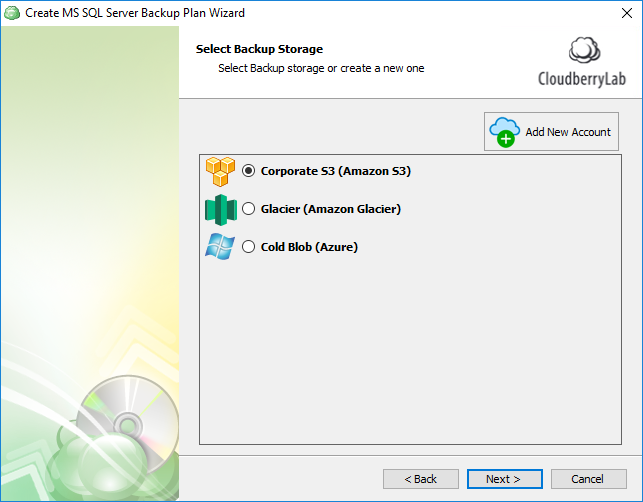 Create MS SQL Server Backup Plan Wizard
Select Backup Storage
Select Backup storage or create a new one
CloudberryLab
Add New Account
Corporate S3 (Amazon S3)
Glacier (Amazon Glacier)
Cold Blob (Azure)
< Back
Next >
Cancel